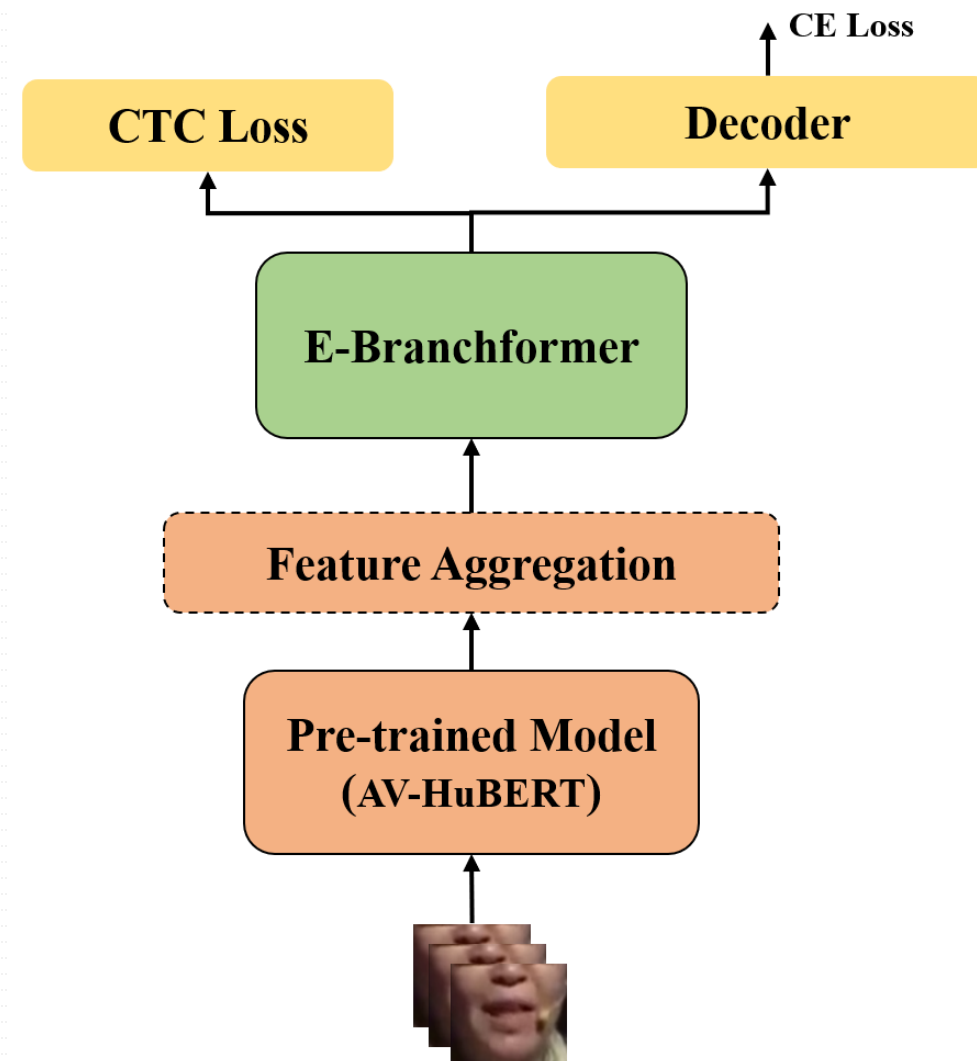 CE Loss
CTC Loss
Decoder
E-Branchformer
Feature Aggregation
Pre-trained Model
(AV-HuBERT)